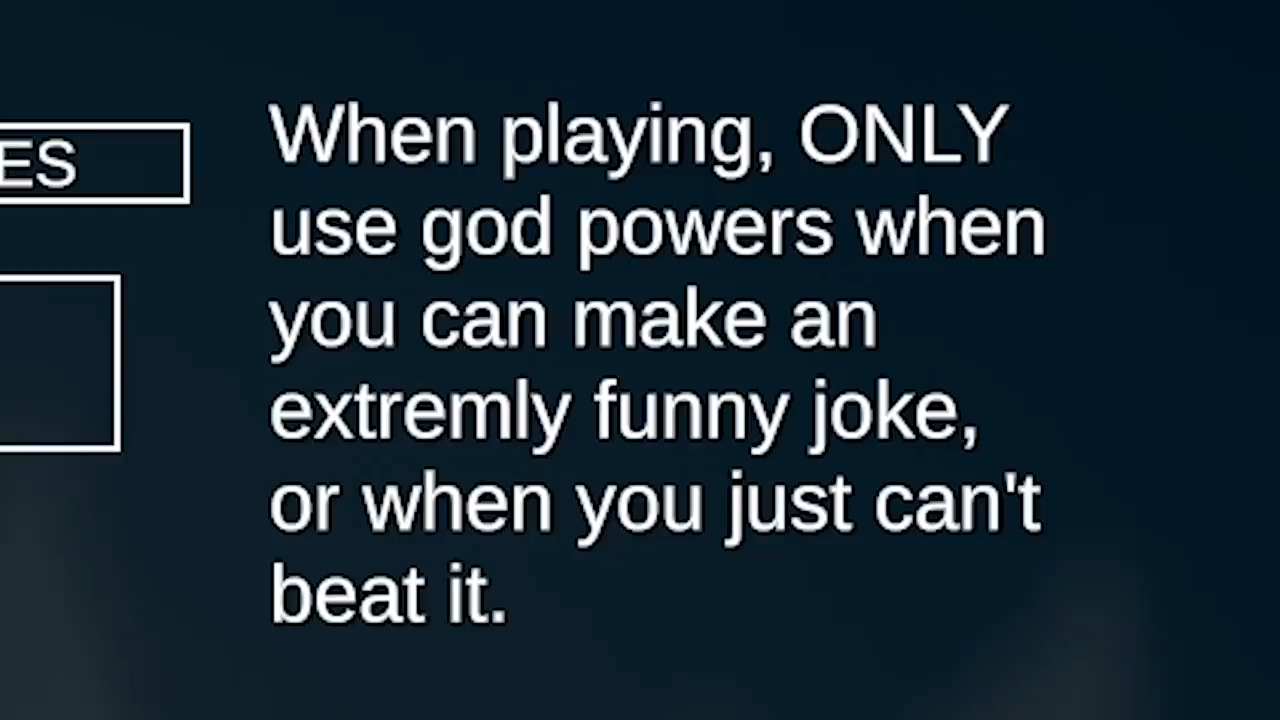 ES
When playing, ONLY
use god powers when
you can make an
extremly funny joke,
or when you just can't
beat it.